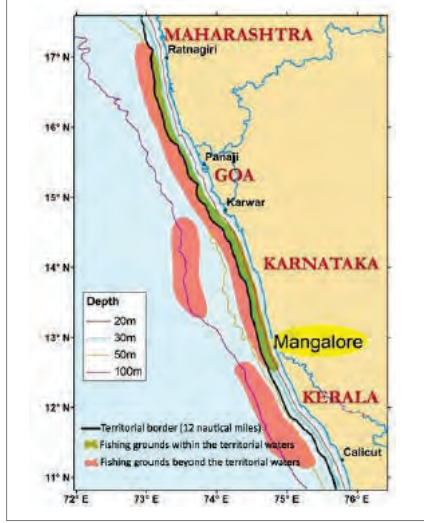 MAHARASHTRA
17° N
Ratnagiri
16° N
Panaji
GOA
15° N
Karwar
14° N
KARNATAKA
Depth
20m
30m
50m
100m
13° N
Mangalore
KERALA
12° N
Territorial border (12 nautical miles)
Fishing grounds within the territorial waters
Fishing grounds beyond the territorial waters
Calicut
11° N
72° E
73° E
74° E
75° E
76° E